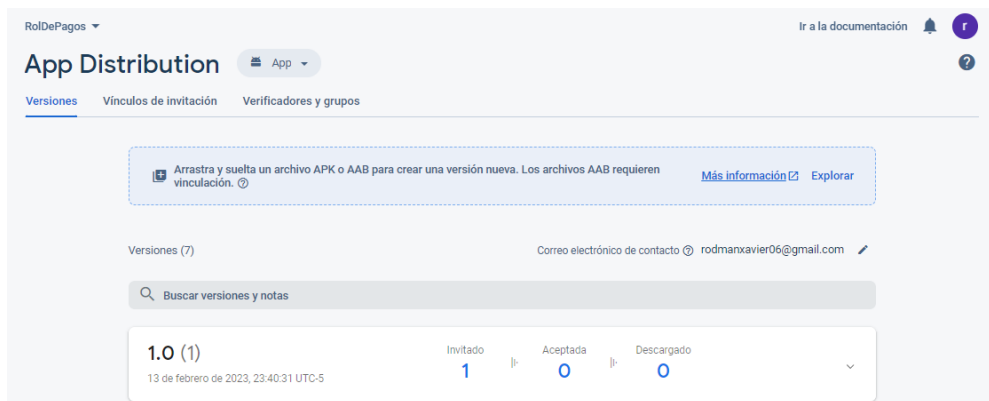 RolDePagos
Ir a la documentación
r
App Distribution
App
Versiones
Vínculos de invitación
Verificadores y grupos
Arrastra y suelta un archivo APK o AAB para crear una versión nueva. Los archivos AAB requieren
vinculación.
Más información
Explorar
Versiones (7)
Correo electrónico de contacto
rodmanxavier06@gmail.com
Buscar versiones y notas
1.0 (1)
13 de febrero de 2023, 23:40:31 UTC-5
Invitado
1
Aceptada
0
Descargado
0